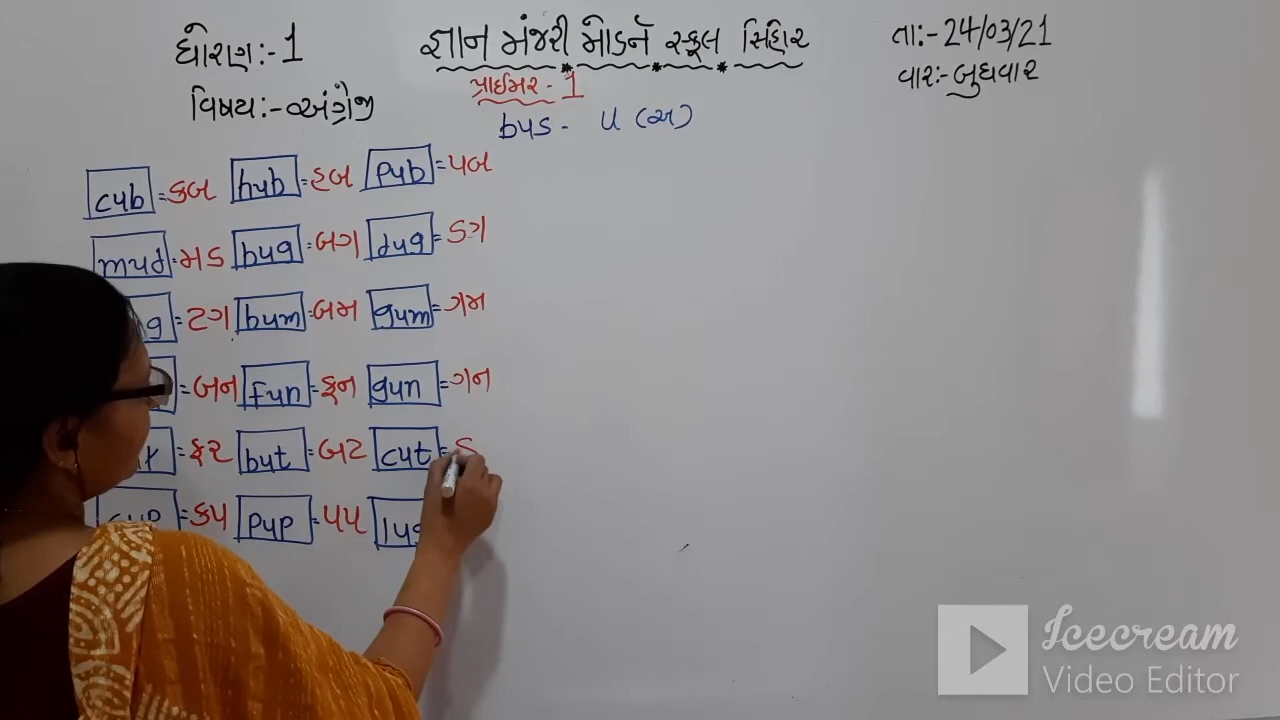 ધોરણ:-1 જ્ઞાન મંજરી મોડર્ન સ્કૂલ સિહોર તા:-24/03/21
વિષય:-અંગ્રેજી પ્રાઈમર-1 વાર:-બુધવાર
bus- u (અ)
cub=કબ hub=હબ pub=પબ
mud=મડ bug=બગ dug=ડગ
g=ટગ bum=બમ gum=ગમ
=બન fun=ફન gun=ગન
=ફર but=બટ cut=
cup=કપ pup=પપ
Icecream
Video Editor